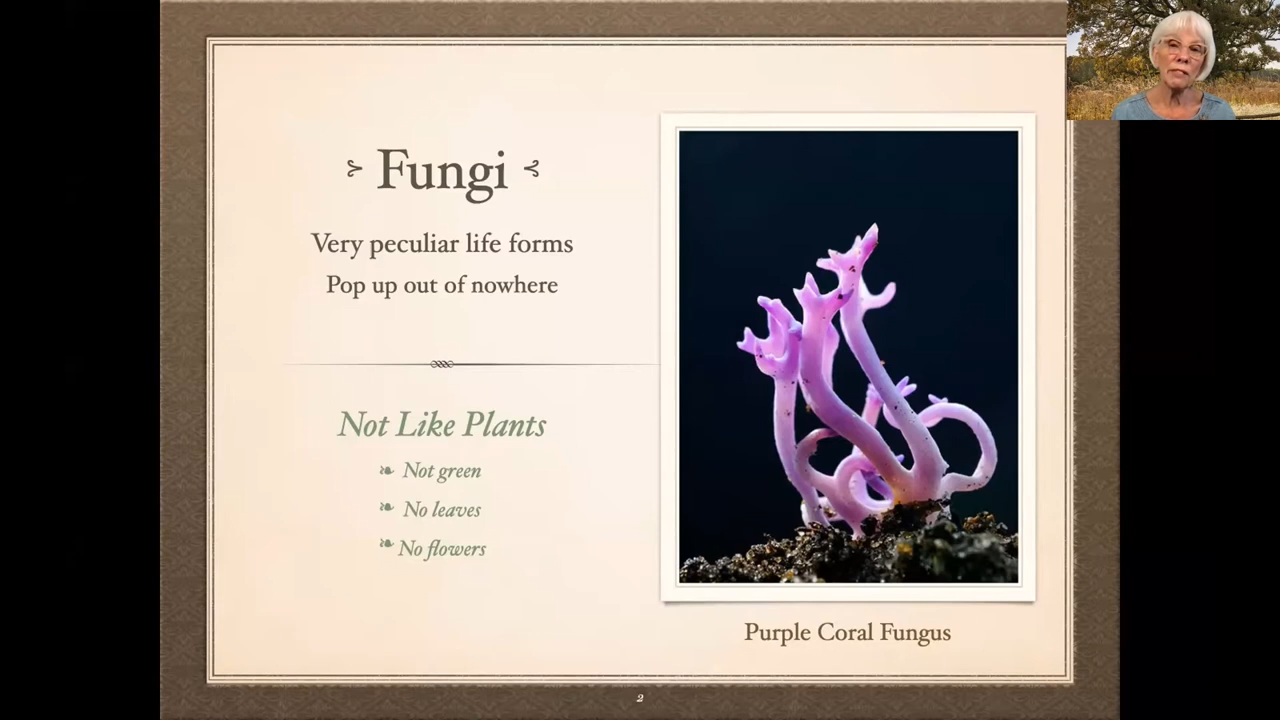 Fungi
Very peculiar life forms
Pop up out of nowhere
Not Like Plants
Not green
No leaves
No flowers
Purple Coral Fungus
2